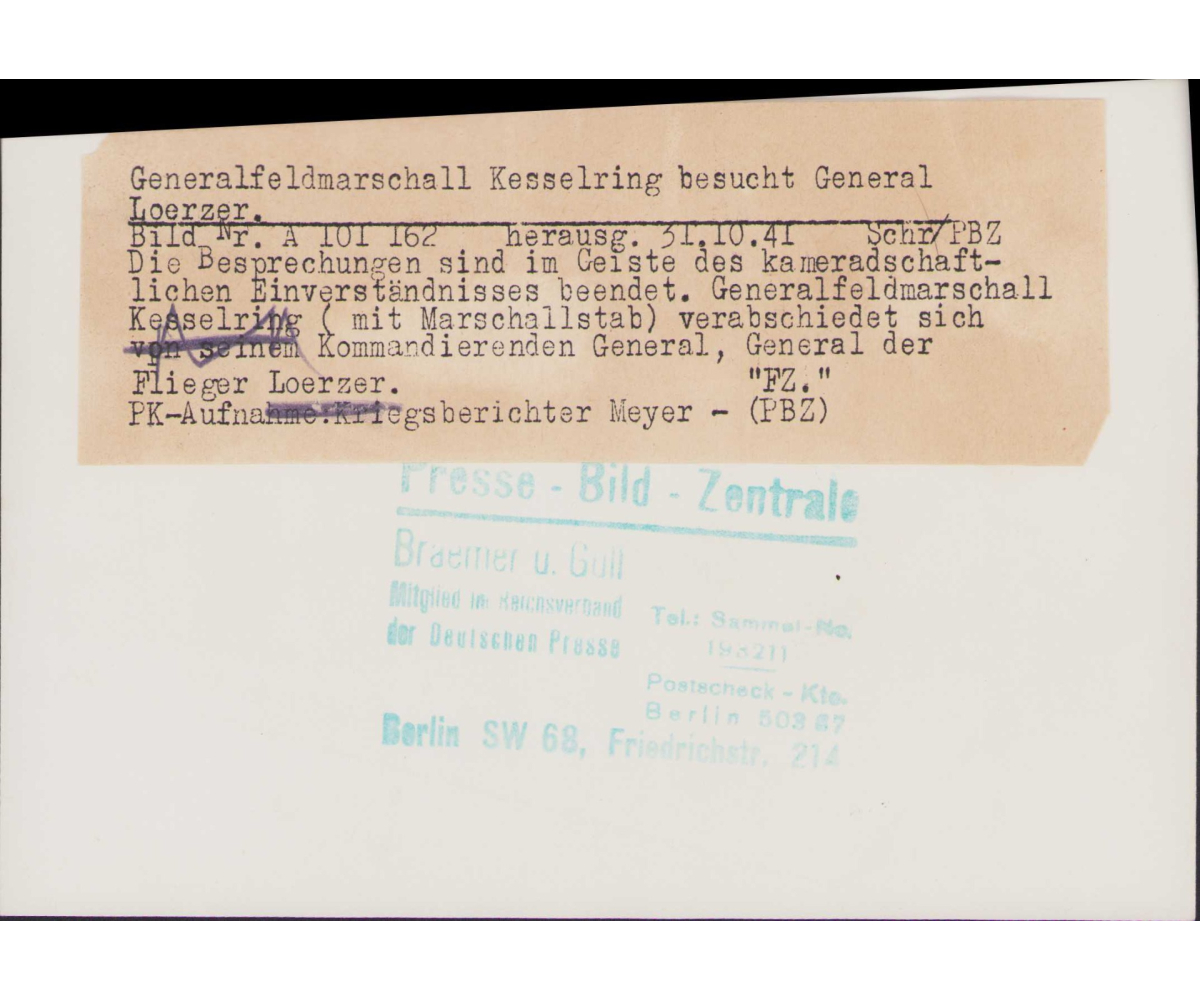 Generalfeldmarschall Kesselring besucht General
Loerzer.
Bild Nr. A 101 162 herausg. 31.10.41 Schr/PBZ
Die Besprechungen sind im Geiste des kameradschaft-
lichen Einverständnisses beendet. Generalfeldmarschall
Kesselring ( mit Marschallstab) verabschiedet sich
von seinem Kommandierenden General, General der
Flieger Loerzer. "FZ."
PK-Aufnahme:Kriegsberichter Meyer - (PBZ)
Presse - Bild - Zentrale
Braemer u. Güll
Mitglied im Reichsverband
der Deutschen Presse
Tel.: Sammel-No.
Postscheck - Kto.
Berlin 503 67
Berlin SW 68, Friedrichstr. 214